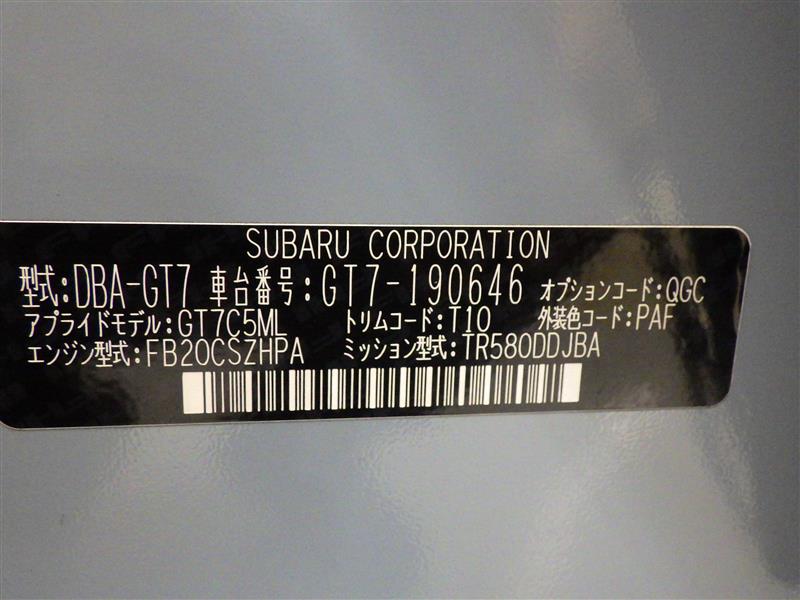 SUBARU CORPORATION
型式:DBA-GT7 車台番号:GT7-190646 オプションコード:QGC
アプライドモデル:GT7C5ML トリムコード:T10 外装色コード:PAF
エンジン型式:FB20CSZHPA ミッション型式:TR580DDJBA